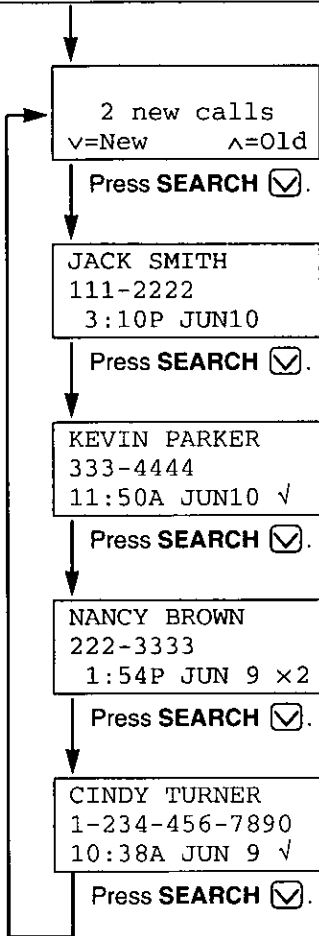 2 new calls
∨=New ∧=Old
Press SEARCH ∨.
JACK SMITH
111-2222
3:10P JUN10
Press SEARCH ∨.
KEVIN PARKER
333-4444
11:50A JUN10 √
Press SEARCH ∨.
NANCY BROWN
222-3333
1:54P JUN 9 ×2
Press SEARCH ∨.
CINDY TURNER
1-234-456-7890
10:38A JUN 9 √
Press SEARCH ∨.